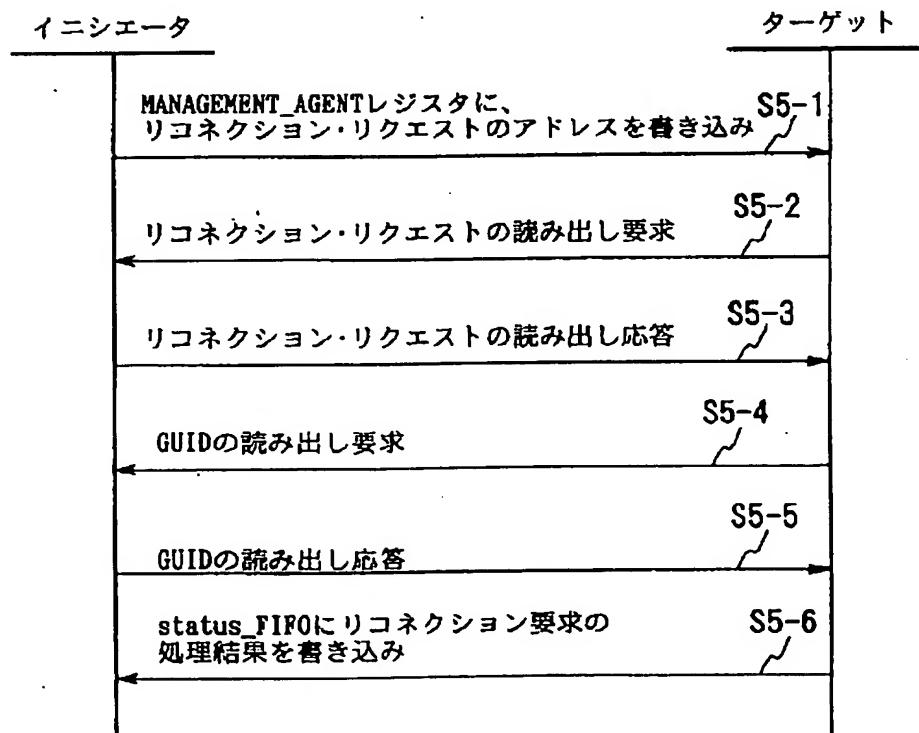 イニシエータ
ターゲット
MANAGEMENT_AGENTレジスタに、
リコネクション・リクエストのアドレスを書き込み
S5-1
リコネクション・リクエストの読み出し要求
S5-2
リコネクション・リクエストの読み出し応答
S5-3
GUIDの読み出し要求
S5-4
GUIDの読み出し応答
S5-5
status_FIFOにリコネクション要求の
処理結果を書き込み
S5-6